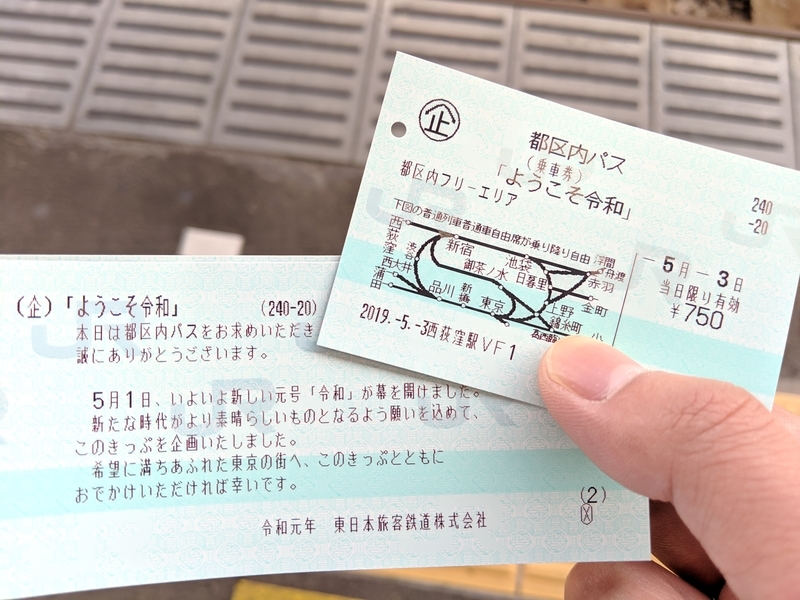 企
都区内パス
(乗車券)
「ようこそ令和」
都区内フリーエリア
240
-20
下図の普通列車普通車自由席が乗り降り自由
西荻窪
新宿
池袋
浮間舟渡
赤羽
渋谷
御茶ノ水
日暮里
西大井
蒲田
品川
新橋
東京
上野
金町
錦糸町
葛西臨
小
-5月-3日
当日限り有効
¥750
2019.-5.-3西荻窪駅VF1
(企)「ようこそ令和」 (240-20)
本日は都区内パスをお求めいただき
誠にありがとうございます。
5月1日、いよいよ新しい元号「令和」が幕を開けました。
新たな時代がより素晴らしいものとなるよう願いを込めて、
このきっぷを企画いたしました。
希望に満ちあふれた東京の街へ、このきっぷとともに
おでかけいただければ幸いです。
令和元年 東日本旅客鉄道株式会社
(2)